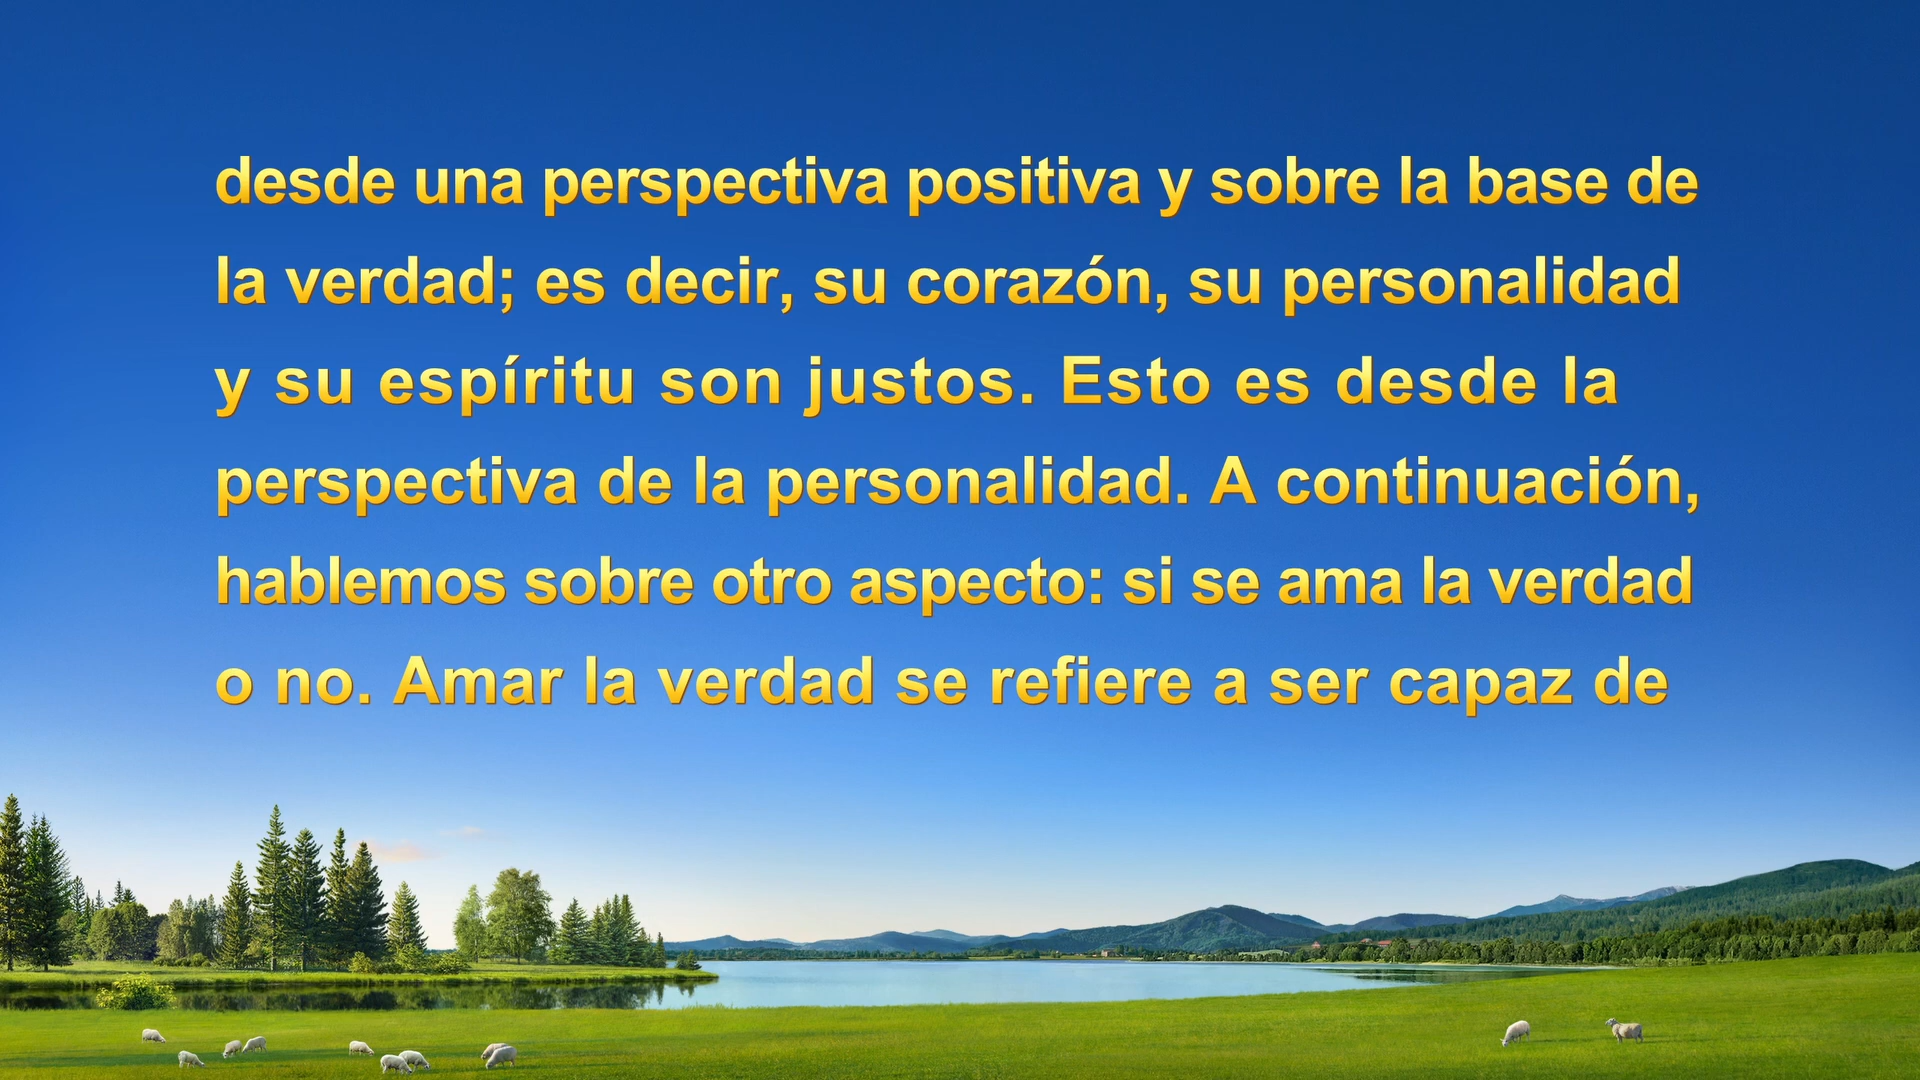 desde una perspectiva positiva y sobre la base de
la verdad; es decir, su corazón, su personalidad
y su espíritu son justos. Esto es desde la
perspectiva de la personalidad. A continuación,
hablemos sobre otro aspecto: si se ama la verdad
o no. Amar la verdad se refiere a ser capaz de